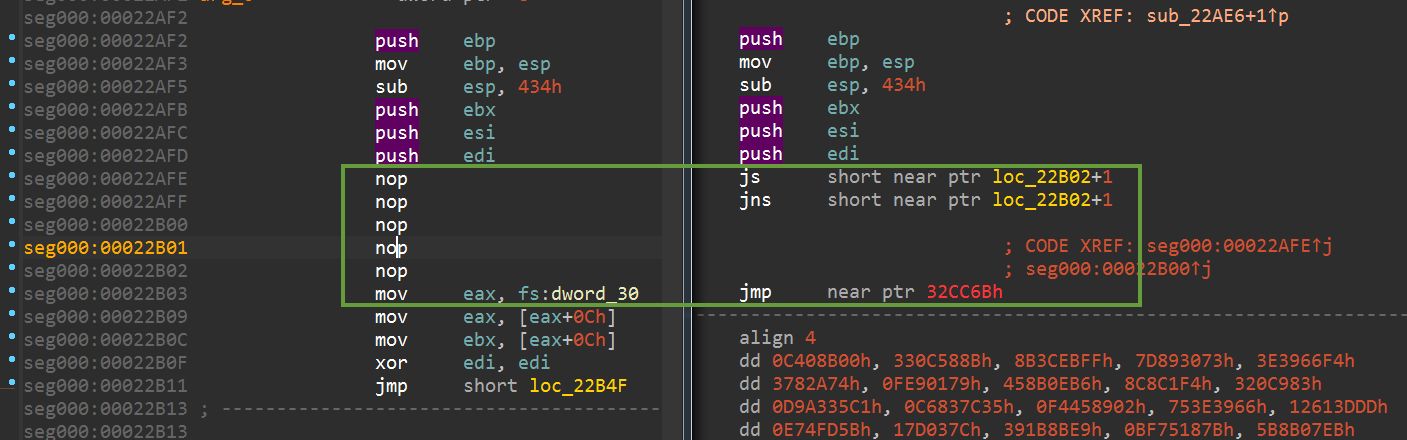 seg000:00022AF2
seg000:00022AF2 push ebp
seg000:00022AF3 mov ebp, esp
seg000:00022AF5 sub esp, 434h
seg000:00022AFB push ebx
seg000:00022AFC push esi
seg000:00022AFD push edi
seg000:00022AFE nop
seg000:00022AFF nop
seg000:00022B00 nop
seg000:00022B01 nop
seg000:00022B02 nop
seg000:00022B03 mov eax, fs:dword_30
seg000:00022B09 mov eax, [eax+0Ch]
seg000:00022B0C mov ebx, [eax+0Ch]
seg000:00022B0F xor edi, edi
seg000:00022B11 jmp short loc_22B4F
seg000:00022B13 ; ---------------------------------------
seg000:00022B13
; CODE XREF: sub_22AE6+1↑p
push ebp
mov ebp, esp
sub esp, 434h
push ebx
push esi
push edi
js short near ptr loc_22B02+1
jns short near ptr loc_22B02+1
; CODE XREF: seg000:00022AFE↑j
; seg000:00022B00↑j
jmp near ptr 32CC6Bh
align 4
dd 0C408B00h, 330C588Bh, 8B3CEBFFh, 7D893073h, 3E3966F4h
dd 3782A74h, 0FE90179h, 458B0EB6h, 8C8C1F4h, 320C983h
dd 0D9A335C1h, 0C6837C35h, 0F4458902h, 753E3966h, 12613DDDh
dd 0E74FD5Bh, 17D037Ch, 391B8BE9h, 0BF75187Bh, 5B8B07EBh